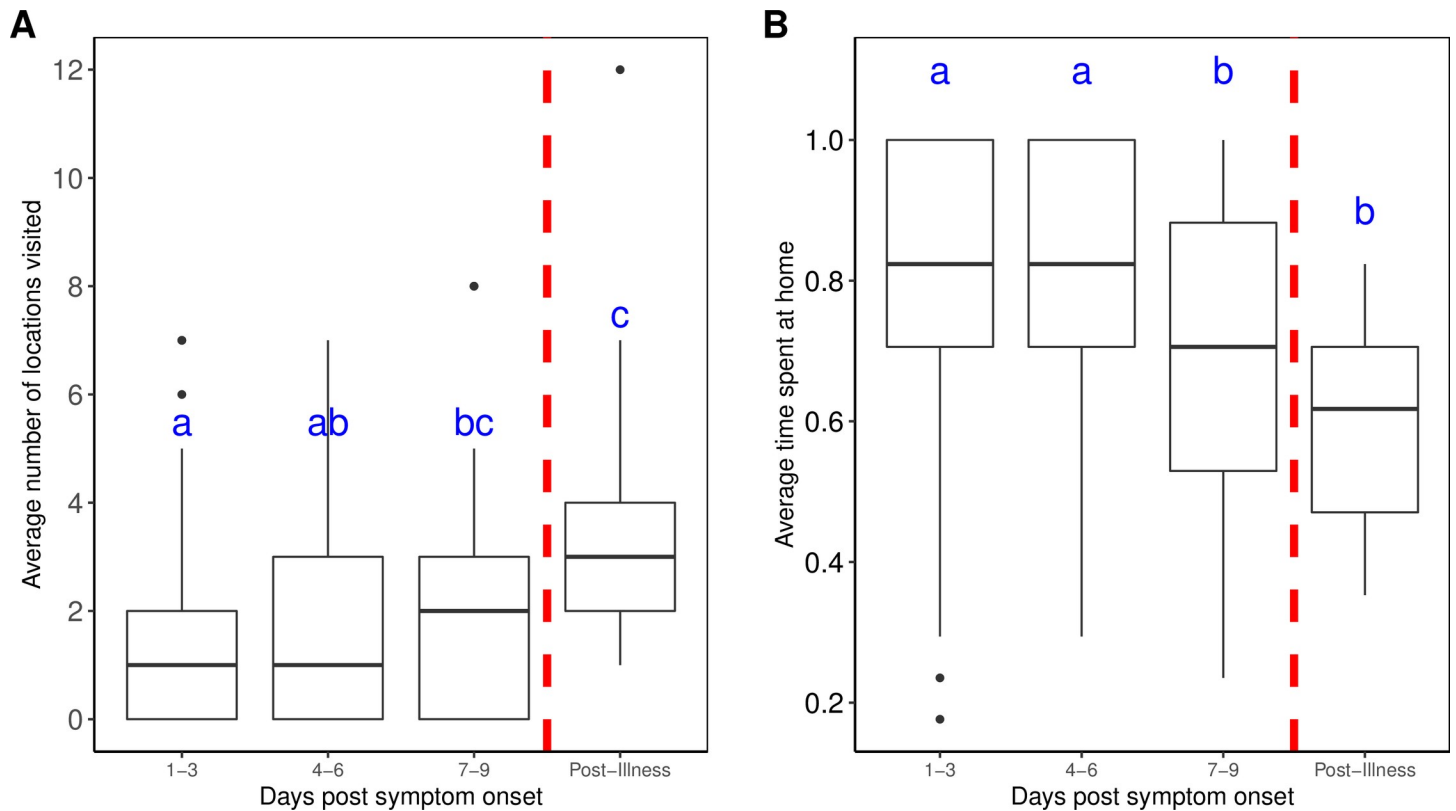 A
Average number of locations visited
12
10
8
6
4
2
0
a
ab
bc
c
1−3
4−6
7−9
Post−Illness
Days post symptom onset
B
Average time spent at home
1.0
0.8
0.6
0.4
0.2
a
a
b
b
1−3
4−6
7−9
Post−Illness
Days post symptom onset